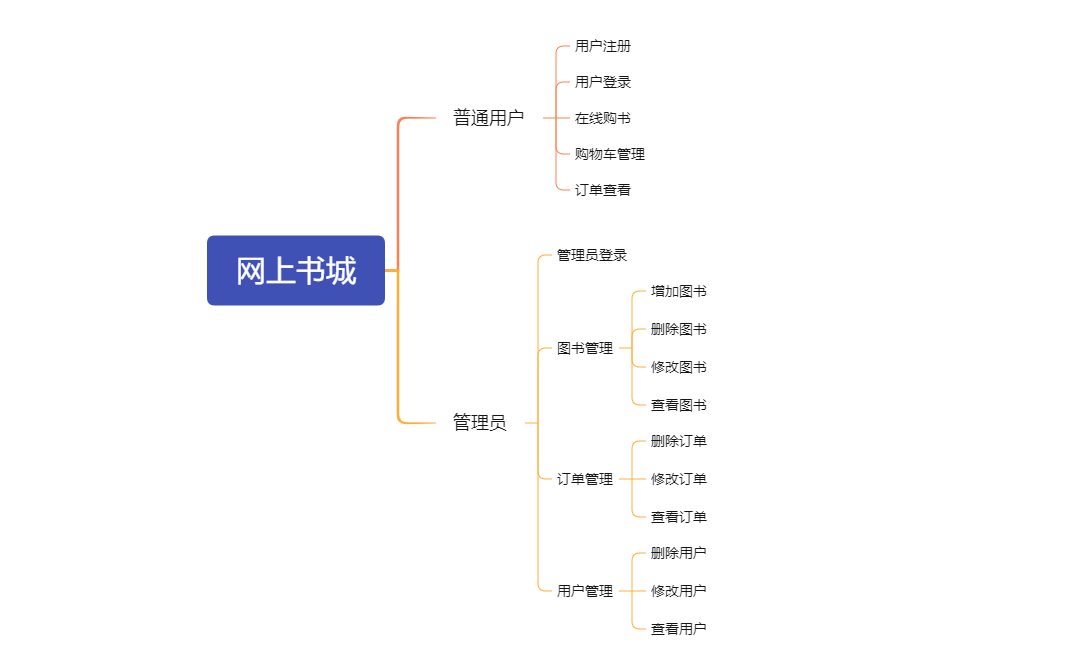 网上书城
普通用户
用户注册
用户登录
在线购书
购物车管理
订单查看
管理员
管理员登录
图书管理
增加图书
删除图书
修改图书
查看图书
订单管理
删除订单
修改订单
查看订单
用户管理
删除用户
修改用户
查看用户